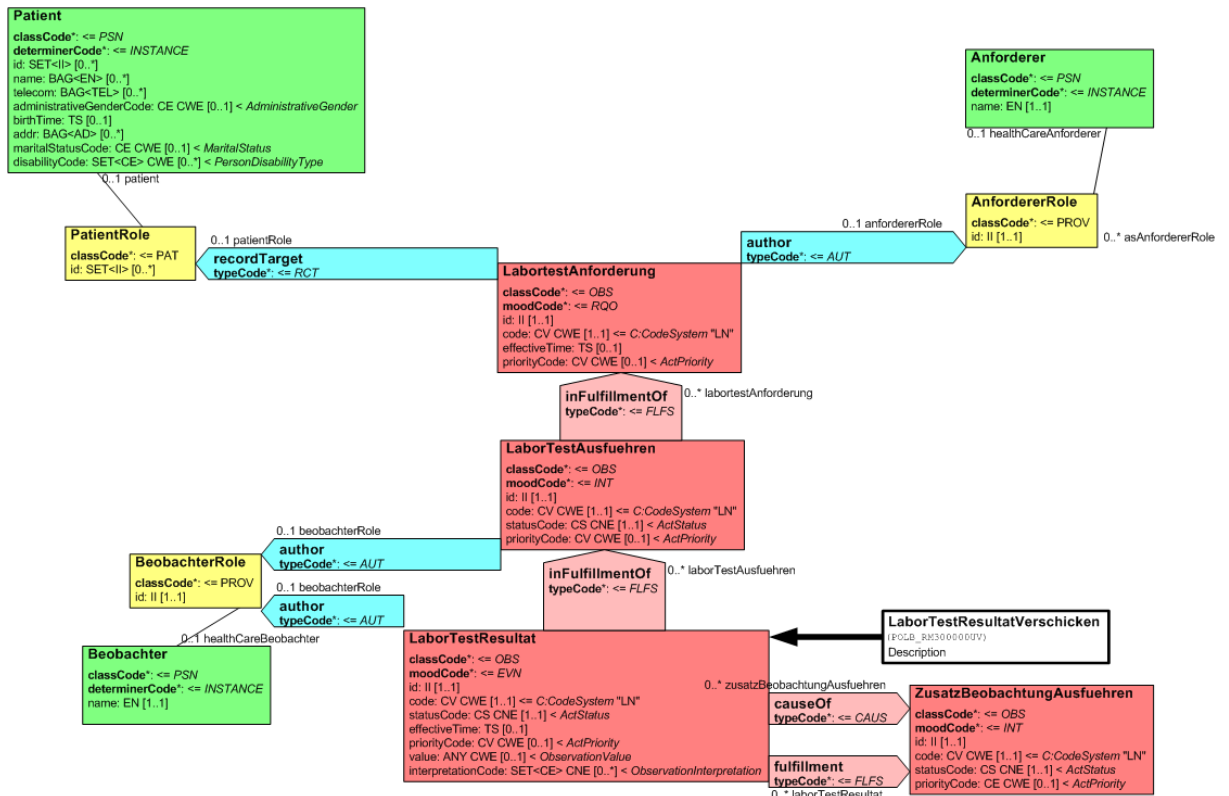 Patient
classCode*: <= PSN
determinerCode*: <= INSTANCE
id: SET<II> [0..*]
name: BAG<EN> [0..*]
telecom: BAG<TEL> [0..*]
administrativeGenderCode: CE CWE [0..1] < AdministrativeGender
birthTime: TS [0..1]
addr: BAG<AD> [0..*]
maritalStatusCode: CE CWE [0..1] < MaritalStatus
disabilityCode: SET<CE> CWE [0..*] < PersonDisabilityType
0..1 patient
Anforderer
classCode*: <= PSN
determinerCode*: <= INSTANCE
name: EN [1..1]
0..1 healthCareAnforderer
PatientRole
classCode*: <= PAT
id: SET<II> [0..*]
0..1 patientRole
recordTarget
typeCode*: <= RCT
0..1 anfordererRole
author
typeCode*: <= AUT
AnfordererRole
classCode*: <= PROV
id: II [1..1]
0..* asAnfordererRole
LabortestAnforderung
classCode*: <= OBS
moodCode*: <= RQO
id: II [1..1]
code: CV CWE [1..1] <= C:CodeSystem "LN"
effectiveTime: TS [0..1]
priorityCode: CV CWE [0..1] < ActPriority
inFulfillmentOf
typeCode*: <= FLFS
0..* labortestAnforderung
LaborTestAusfuehren
classCode*: <= OBS
moodCode*: <= INT
id: II [1..1]
code: CV CWE [1..1] <= C:CodeSystem "LN"
statusCode: CS CNE [1..1] < ActStatus
priorityCode: CV CWE [0..1] < ActPriority
0..1 beobachterRole
author
typeCode*: <= AUT
BeobachterRole
classCode*: <= PROV
id: II [1..1]
0..1 beobachterRole
author
typeCode*: <= AUT
inFulfillmentOf
typeCode*: <= FLFS
0..* laborTestAusfuehren
0..1 healthCareBeobachter
Beobachter
classCode*: <= PSN
determinerCode*: <= INSTANCE
name: EN [1..1]
LaborTestResultat
classCode*: <= OBS
moodCode*: <= EVN
id: II [1..1]
code: CV CWE [1..1] <= C:CodeSystem "LN"
statusCode: CS CNE [1..1] < ActStatus
effectiveTime: TS [0..1]
priorityCode: CV CWE [0..1] < ActPriority
value: ANY CWE [0..1] < ObservationValue
interpretationCode: SET<CE> CNE [0..*] < ObservationInterpretation
LaborTestResultatVerschicken
(POLB_RM300000UV)
Description
0..* zusatzBeobachtungAusfuehren
causeOf
typeCode*: <= CAUS
fulfillment
typeCode*: <= FLFS
0..* laborTestResultat
ZusatzBeobachtungAusfuehren
classCode*: <= OBS
moodCode*: <= INT
id: II [1..1]
code: CV CWE [1..1] <= C:CodeSystem "LN"
statusCode: CS CNE [1..1] < ActStatus
priorityCode: CE CWE [0..1] < ActPriority